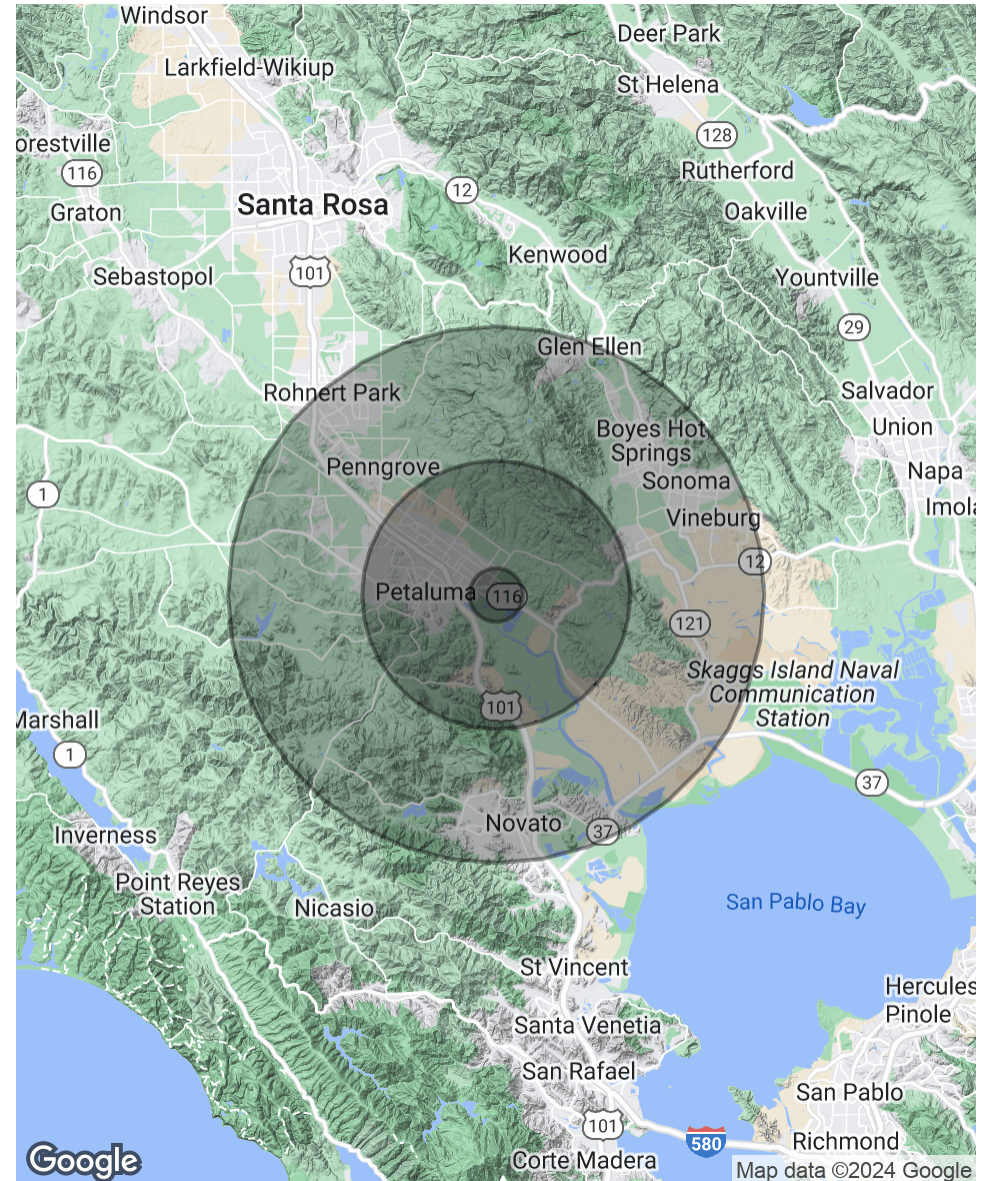 Windsor
Deer Park
Larkfield-Wikiup
St Helena
128
orestville
116
Rutherford
12
Santa Rosa
Graton
Oakville
Kenwood
101
Sebastopol
Yountville
29
Glen Ellen
Rohnert Park
Salvador
Boyes Hot
Springs
Union
Penngrove
Napa
Sonoma
1
Imola
Vineburg
12
Petaluma
116
121
Skaggs Island Naval
Communication
Station
101
Marshall
1
37
Novato
37
Inverness
Point Reyes
Station
Nicasio
San Pablo Bay
St Vincent
Hercules
Pinole
Santa Venetia
San Rafael
San Pablo
101
580
Richmond
Corte Madera
Google
Map data ©2024 Google